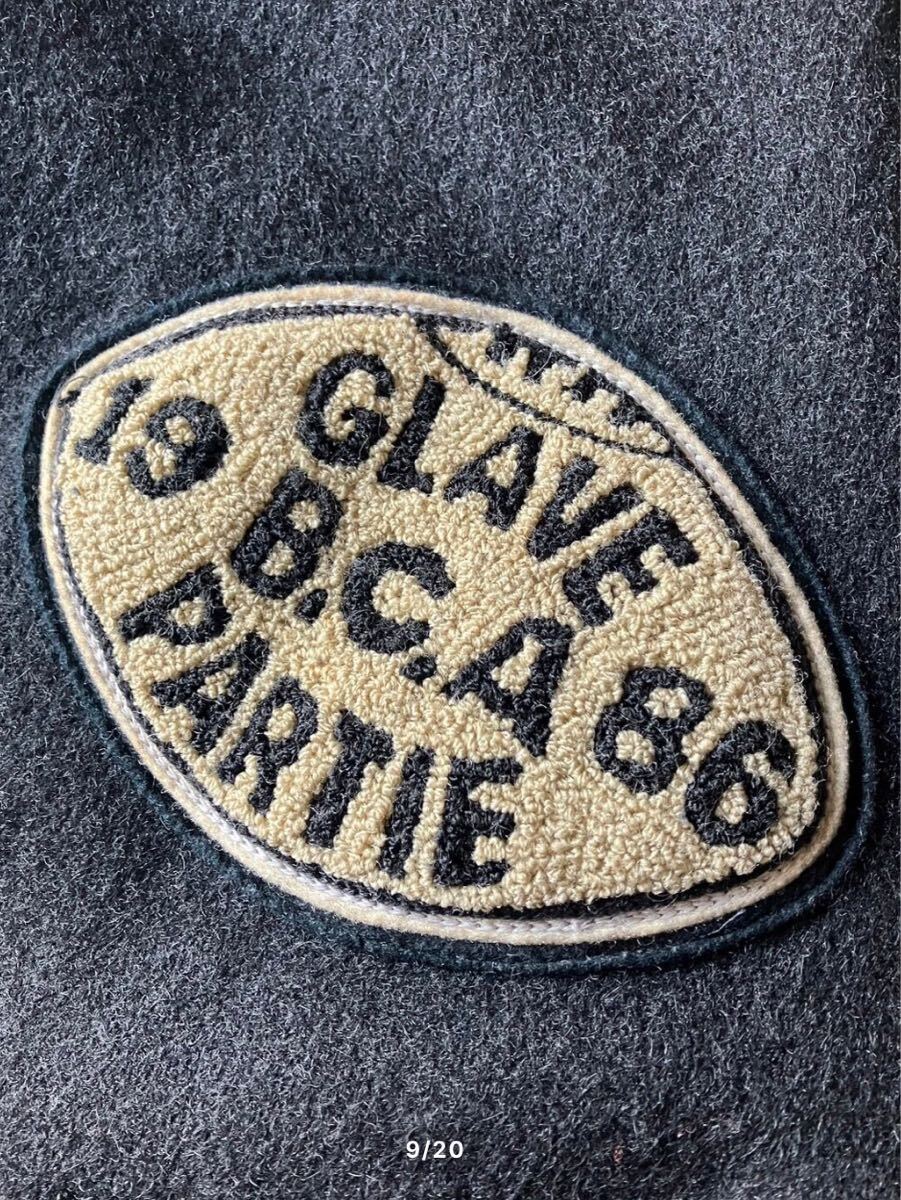 GLAVE
19 B.C.A 86
PARTIE
9/20